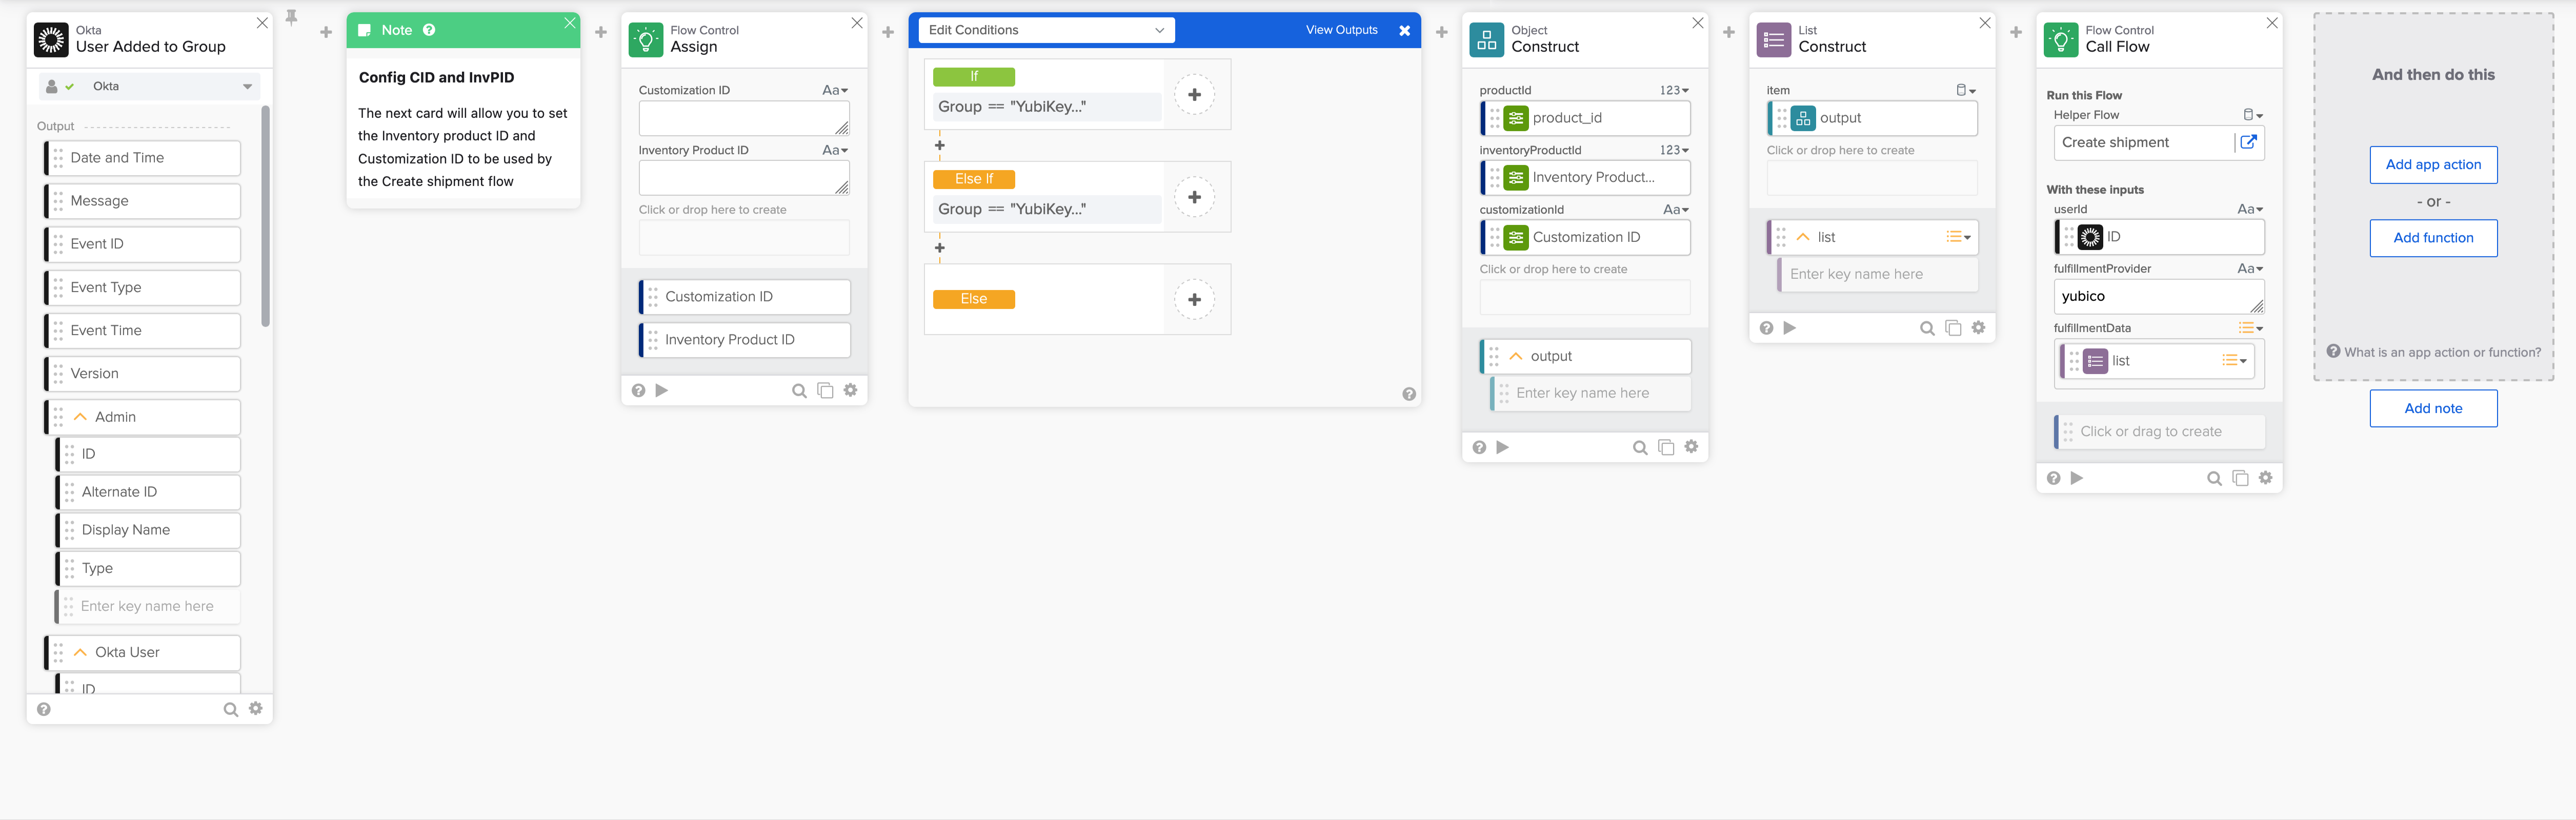 Okta
User Added to Group
Okta
Output
Date and Time
Message
Event ID
Event Type
Event Time
Version
Admin
ID
Alternate ID
Display Name
Type
Enter key name here
Okta User
ID
Note
Config CID and InvPID
The next card will allow you to set
the Inventory product ID and
Customization ID to be used by
the Create shipment flow
Flow Control
Assign
Customization ID Aa
Inventory Product ID Aa
Click or drop here to create
Customization ID
Inventory Product ID
Edit Conditions
View Outputs
If
Group == "YubiKey..."
Else If
Group == "YubiKey..."
Else
Object
Construct
productId 123
product_id
inventoryProductId 123
Inventory Product...
customizationId Aa
Customization ID
Click or drop here to create
output
Enter key name here
List
Construct
item
output
Click or drop here to create
list
Enter key name here
Flow Control
Call Flow
Run this Flow
Helper Flow
Create shipment
With these inputs
userId Aa
ID
fulfillmentProvider Aa
yubico
fulfillmentData
list
Click or drag to create
And then do this
Add app action
- or -
Add function
What is an app action or function?
Add note